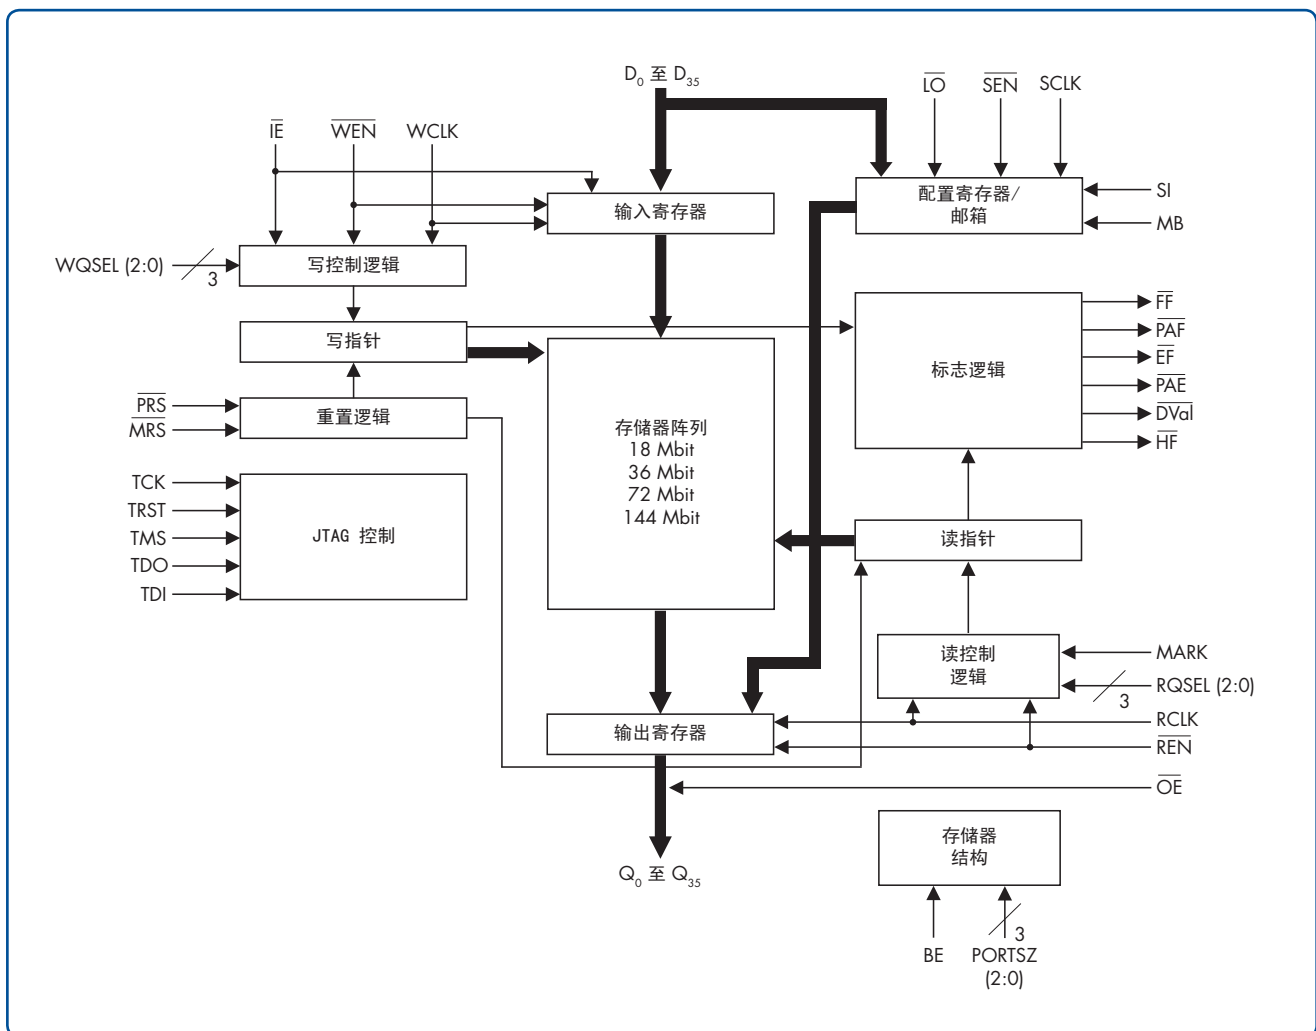 D0 至 D35
LO SEN SCLK
IE WEN WCLK
输入寄存器
配置寄存器/
邮箱
SI
MB
WQSEL (2:0)
3
写控制逻辑
写指针
PRS
MRS
重置逻辑
存储器阵列
18 Mbit
36 Mbit
72 Mbit
144 Mbit
标志逻辑
FF
PAF
EF
PAE
DVal
HF
TCK
TRST
TMS
TDO
TDI
JTAG 控制
读指针
读控制
逻辑
MARK
RQSEL (2:0)
3
RCLK
REN
输出寄存器
OE
Q0 至 Q35
存储器
结构
3
BE PORTSZ
(2:0)